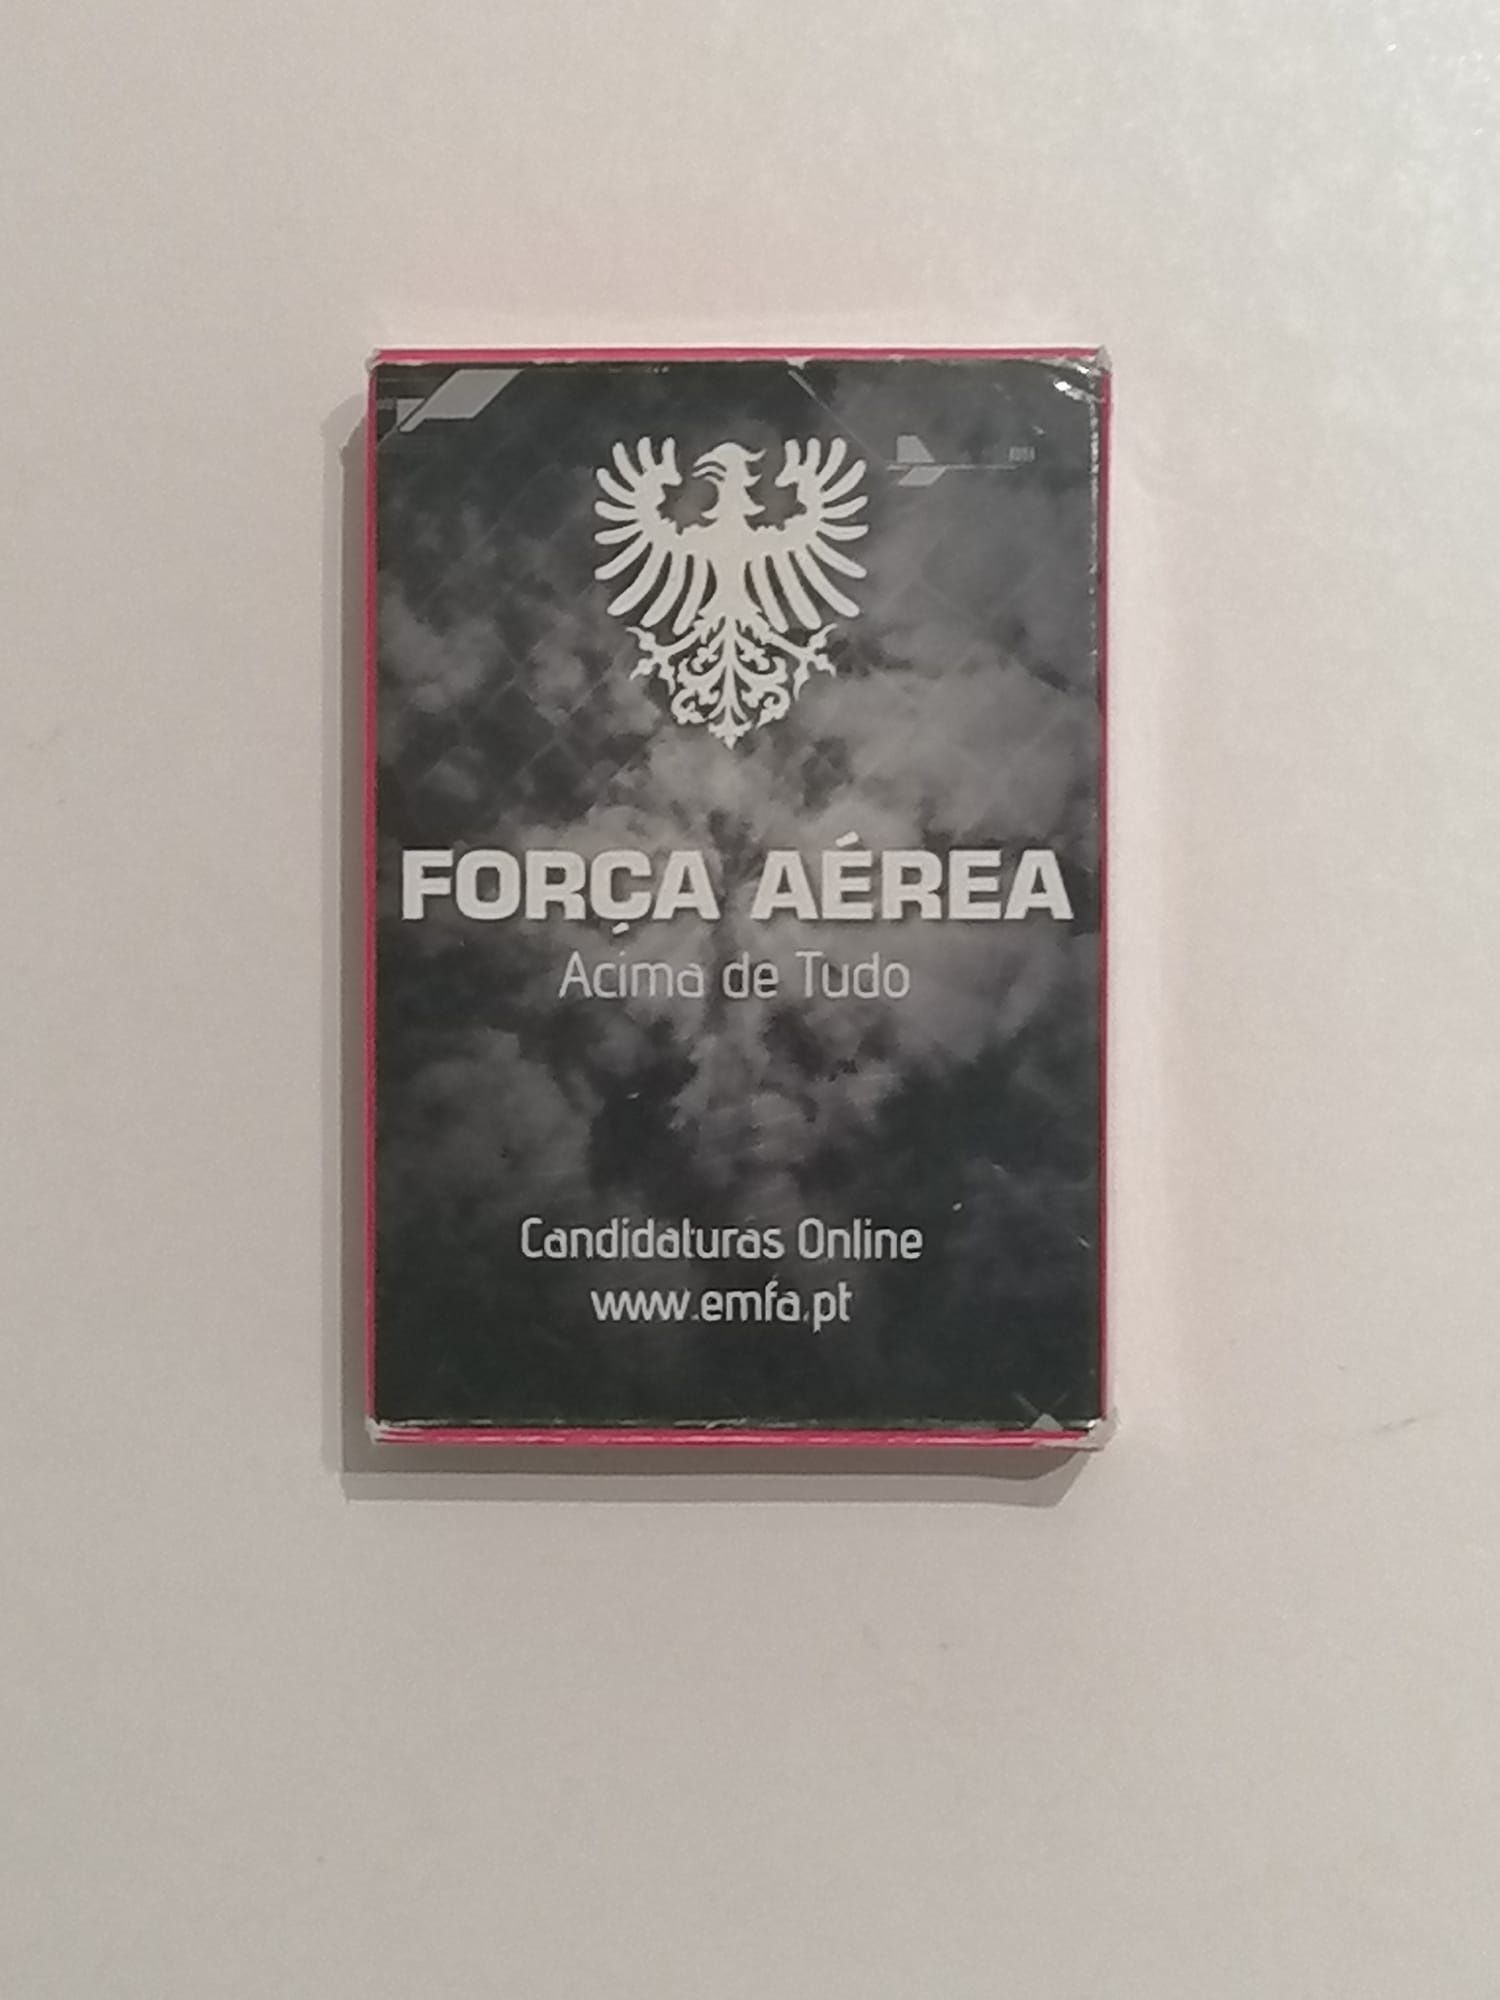 FORÇA AÉREA
Acima de Tudo
Candidaturas Online
www.emfa.pt